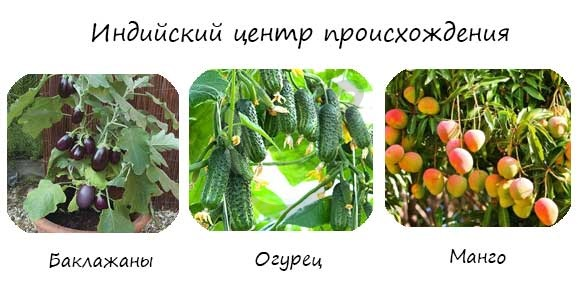 Индийский центр происхождения
Баклажаны
Огурец
Манго